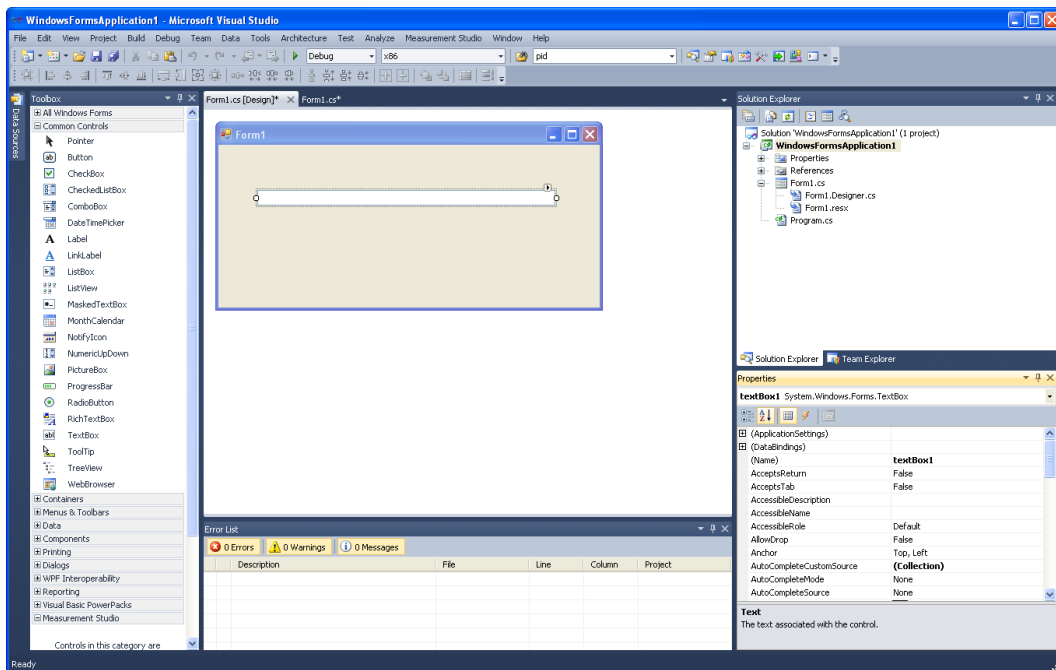 WindowsFormsApplication1 - Microsoft Visual Studio
File Edit View Project Build Debug Team Data Tools Architecture Test Analyze Measurement Studio Window Help
Debug x86 pid
Data Sources
Toolbox
All Windows Forms
Common Controls
Pointer
Button
CheckBox
CheckedListBox
ComboBox
DateTimePicker
Label
LinkLabel
ListBox
ListView
MaskedTextBox
MonthCalendar
NotifyIcon
NumericUpDown
PictureBox
ProgressBar
RadioButton
RichTextBox
TextBox
ToolTip
TreeView
WebBrowser
Containers
Menus & Toolbars
Data
Components
Printing
Dialogs
WPF Interoperability
Reporting
Visual Basic PowerPacks
Measurement Studio
Controls in this category are
Form1.cs [Design]* Form1.cs*
Form1
Error List
0 Errors 0 Warnings 0 Messages
Description File Line Column Project
Solution Explorer
Solution 'WindowsFormsApplication1' (1 project)
WindowsFormsApplication1
Properties
References
Form1.cs
Form1.Designer.cs
Form1.resx
Program.cs
Solution Explorer Team Explorer
Properties
textBox1 System.Windows.Forms.TextBox
(ApplicationSettings)
(DataBindings)
(Name) textBox1
AcceptsReturn False
AcceptsTab False
AccessibleDescription
AccessibleName
AccessibleRole Default
AllowDrop False
Anchor Top, Left
AutoCompleteCustomSource (Collection)
AutoCompleteMode None
AutoCompleteSource None
Text
The text associated with the control.
Ready